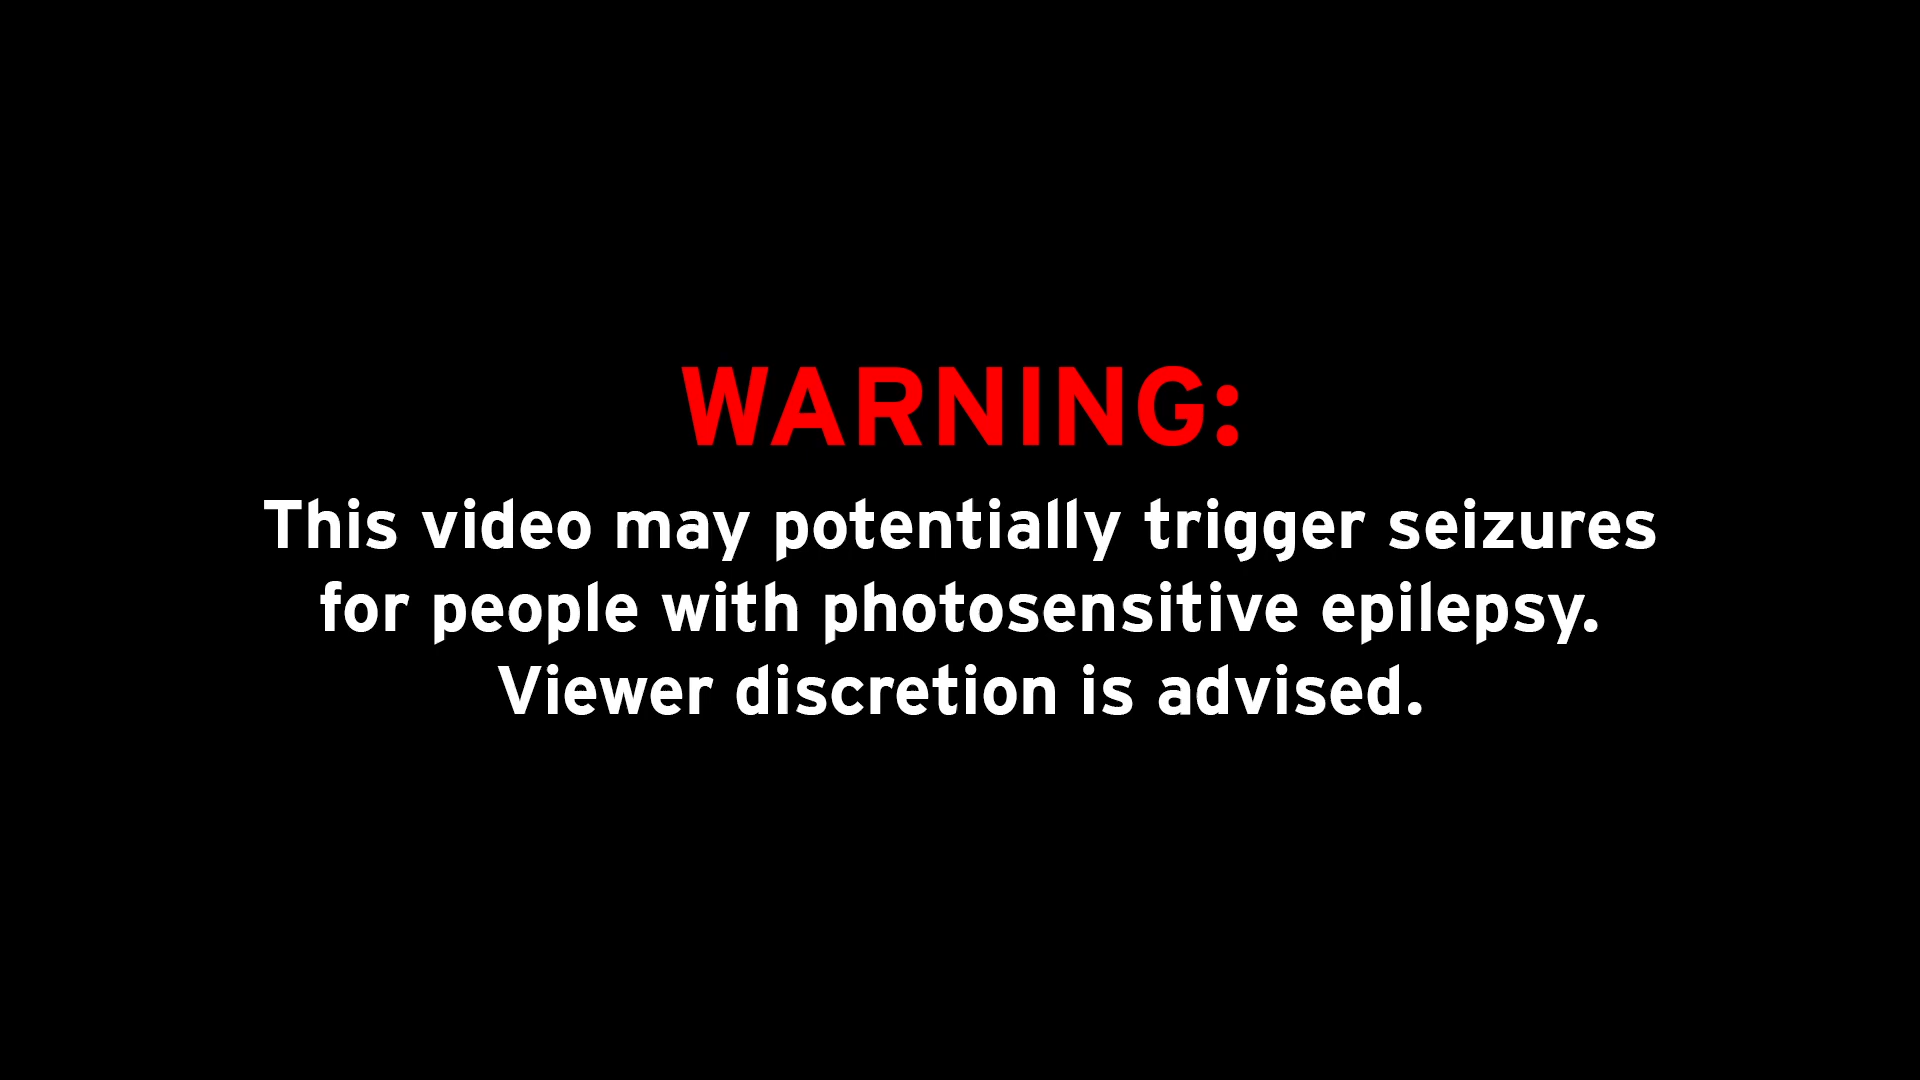 WARNING:
This video may potentially trigger seizures
for people with photosensitive epilepsy.
Viewer discretion is advised.